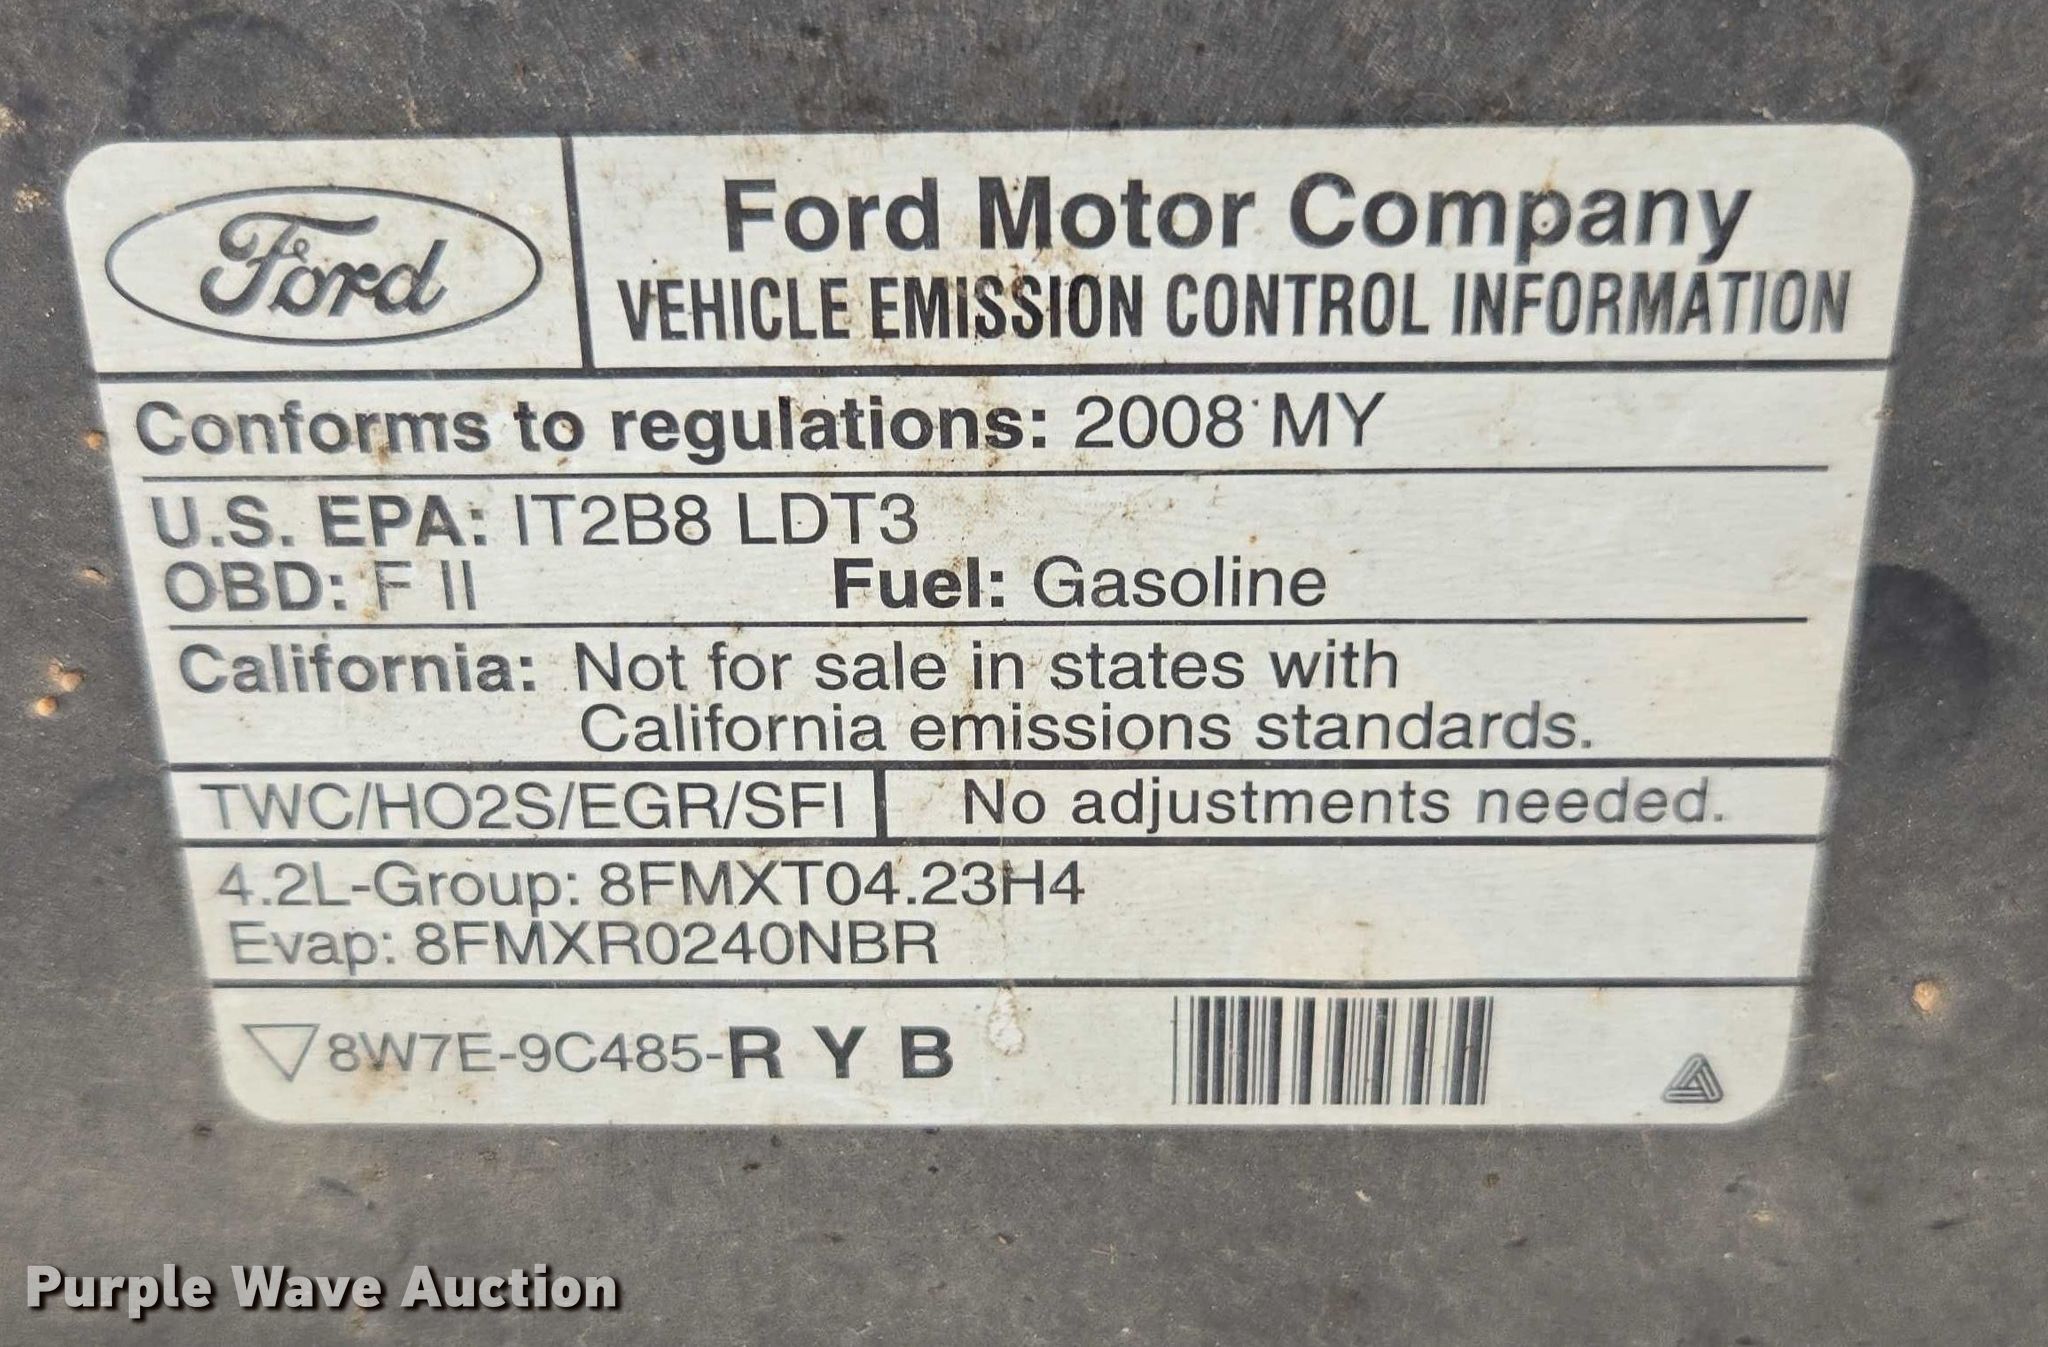 Ford
Ford Motor Company
VEHICLE EMISSION CONTROL INFORMATION
Conforms to regulations: 2008 MY
U.S. EPA: IT2B8 LDT3
OBD: F II Fuel: Gasoline
California: Not for sale in states with
California emissions standards.
TWC/HO2S/EGR/SFI No adjustments needed.
4.2L-Group: 8FMXT04.23H4
Evap: 8FMXR0240NBR
8W7E-9C485-R Y B
Purple Wave Auction